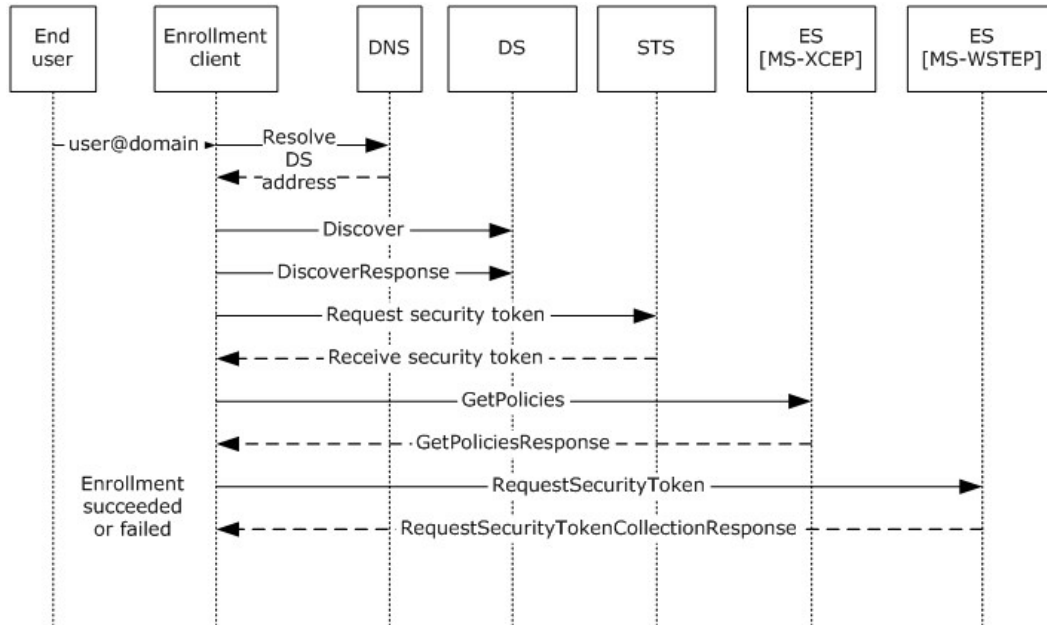 End
user
Enrollment
client
DNS
DS
STS
ES
[MS-XCEP]
ES
[MS-WSTEP]
user@domain
Resolve
DS
address
Discover
DiscoverResponse
Request security token
Receive security token
GetPolicies
GetPoliciesResponse
Enrollment
succeeded
or failed
RequestSecurityToken
RequestSecurityTokenCollectionResponse